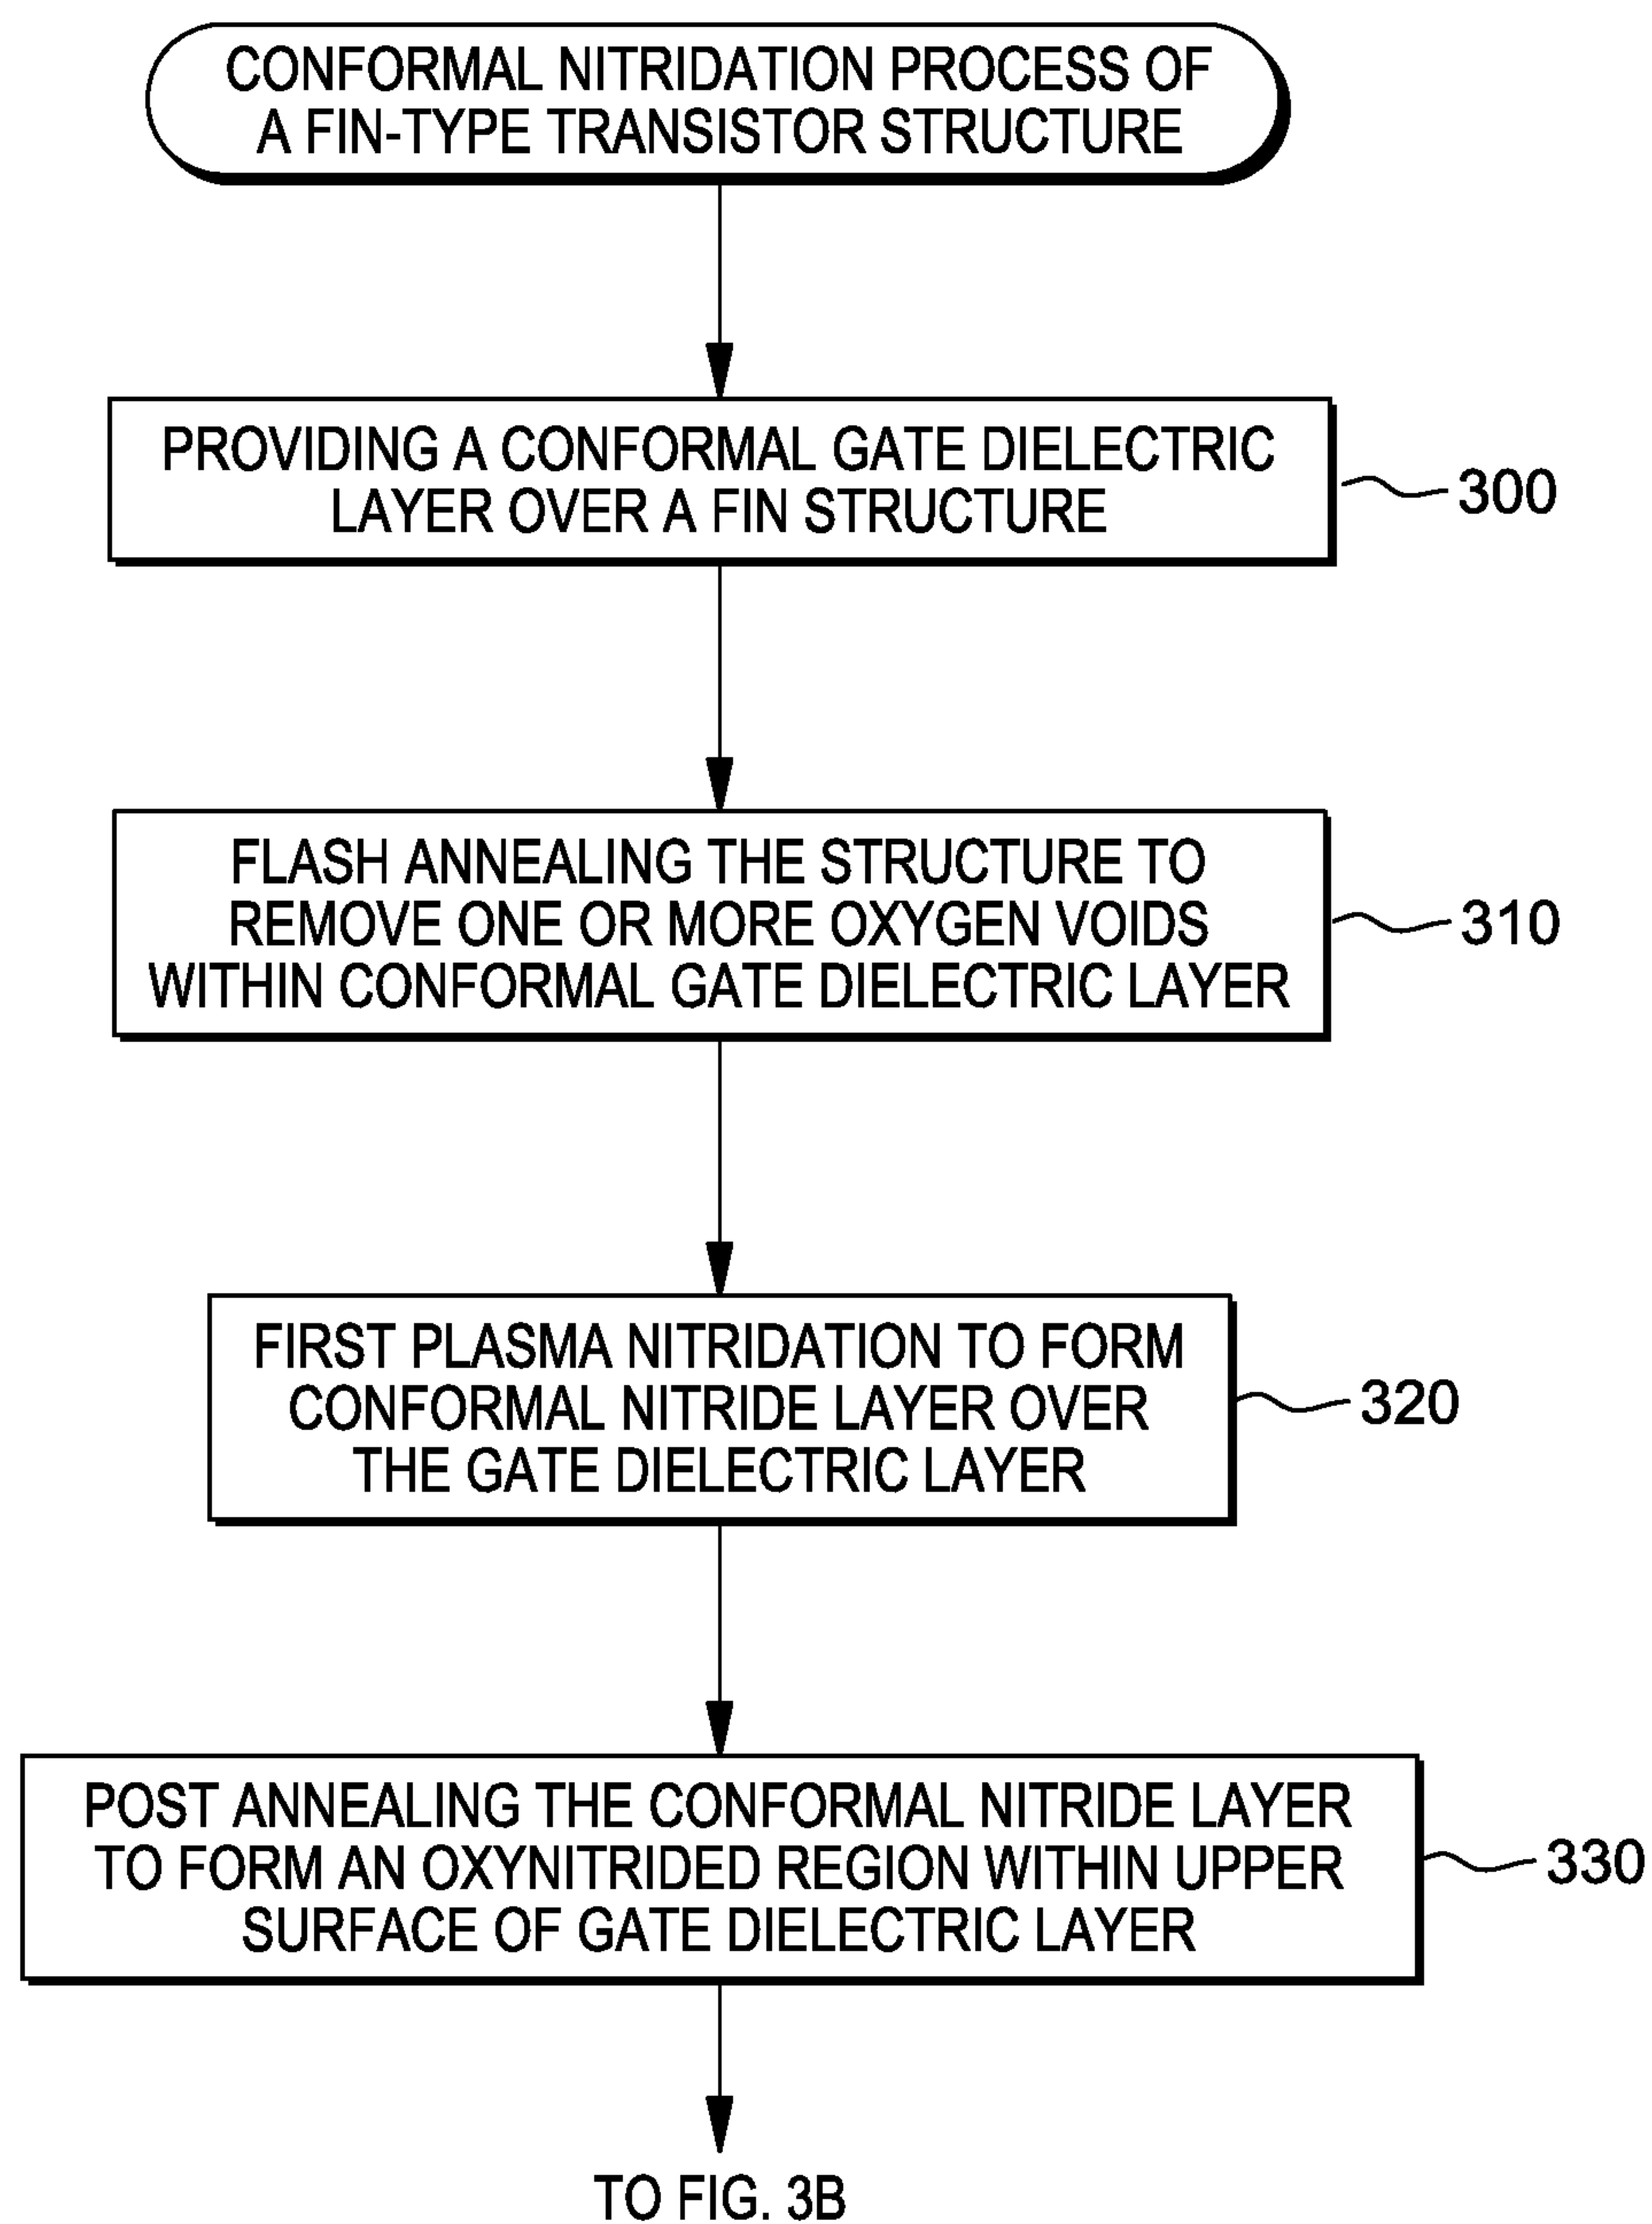 CONFORMAL NITRIDATION PROCESS OF
A FIN-TYPE TRANSISTOR STRUCTURE
PROVIDING A CONFORMAL GATE DIELECTRIC
LAYER OVER A FIN STRUCTURE
300
FLASH ANNEALING THE STRUCTURE TO
REMOVE ONE OR MORE OXYGEN VOIDS
WITHIN CONFORMAL GATE DIELECTRIC LAYER
310
FIRST PLASMA NITRIDATION TO FORM
CONFORMAL NITRIDE LAYER OVER
THE GATE DIELECTRIC LAYER
320
POST ANNEALING THE CONFORMAL NITRIDE LAYER
TO FORM AN OXYNITRIDED REGION WITHIN UPPER
SURFACE OF GATE DIELECTRIC LAYER
330
TO FIG. 3B